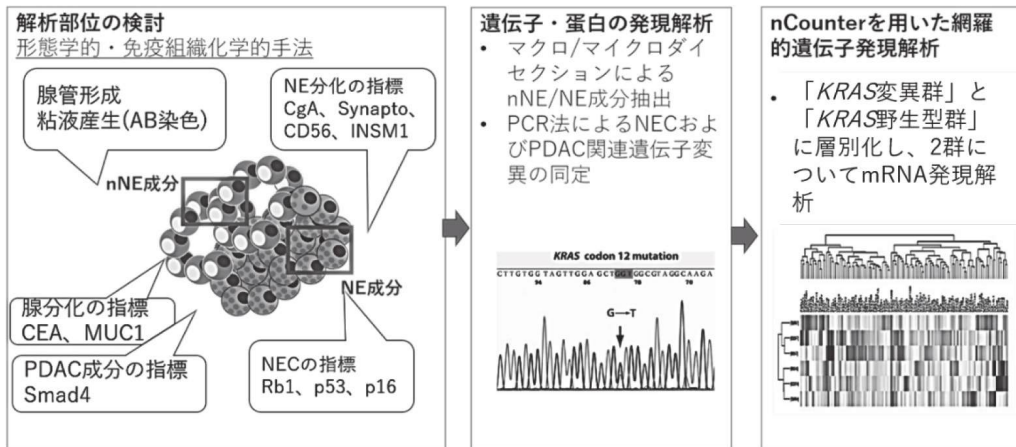 解析部位の検討
形態学的・免疫組織化学的手法
腺管形成
粘液産生(AB染色)
NE分化の指標
CgA、Synapto、
CD56、INSM1
nNE成分
NE成分
腺分化の指標
CEA、MUC1
PDAC成分の指標
Smad4
NECの指標
Rb1、p53、p16
遺伝子・蛋白の発現解析
• マクロ/マイクロダイ
セクションによる
nNE/NE成分抽出
• PCR法によるNECおよ
びPDAC関連遺伝子変
異の同定
KRAS codon 12 mutation
CTTGTGGTAGTTGGAGCTGGTGGCGTAGGCAAGA
G→T
nCounterを用いた網羅
的遺伝子発現解析
• 「KRAS変異群」と
「KRAS野生型群」
に層別化し、2群に
ついてmRNA発現解
析